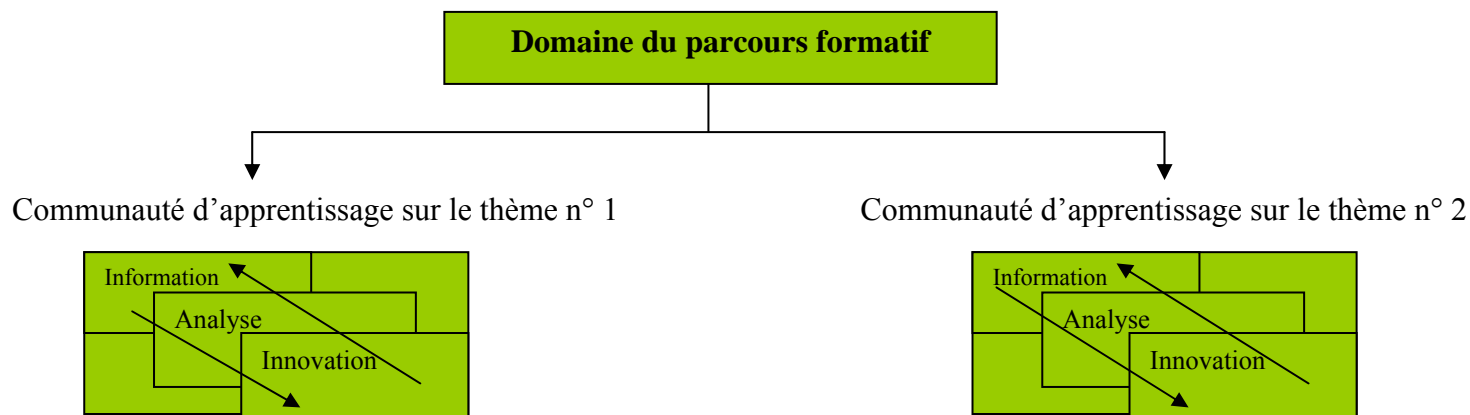 Domaine du parcours formatif
Communauté d’apprentissage sur le thème n° 1
Communauté d’apprentissage sur le thème n° 2
Information
Analyse
Innovation
Information
Analyse
Innovation